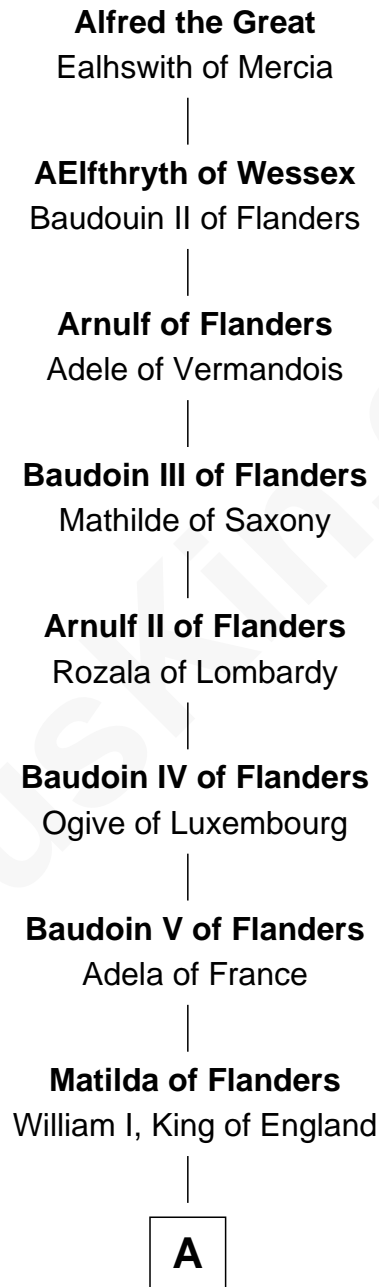 Alfred the Great
Ealhswith of Mercia
AElfthryth of Wessex
Baudouin II of Flanders
Arnulf of Flanders
Adele of Vermandois
Baudoin III of Flanders
Mathilde of Saxony
Arnulf II of Flanders
Rozala of Lombardy
Baudoin IV of Flanders
Ogive of Luxembourg
Baudoin V of Flanders
Adela of France
Matilda of Flanders
William I, King of England
A